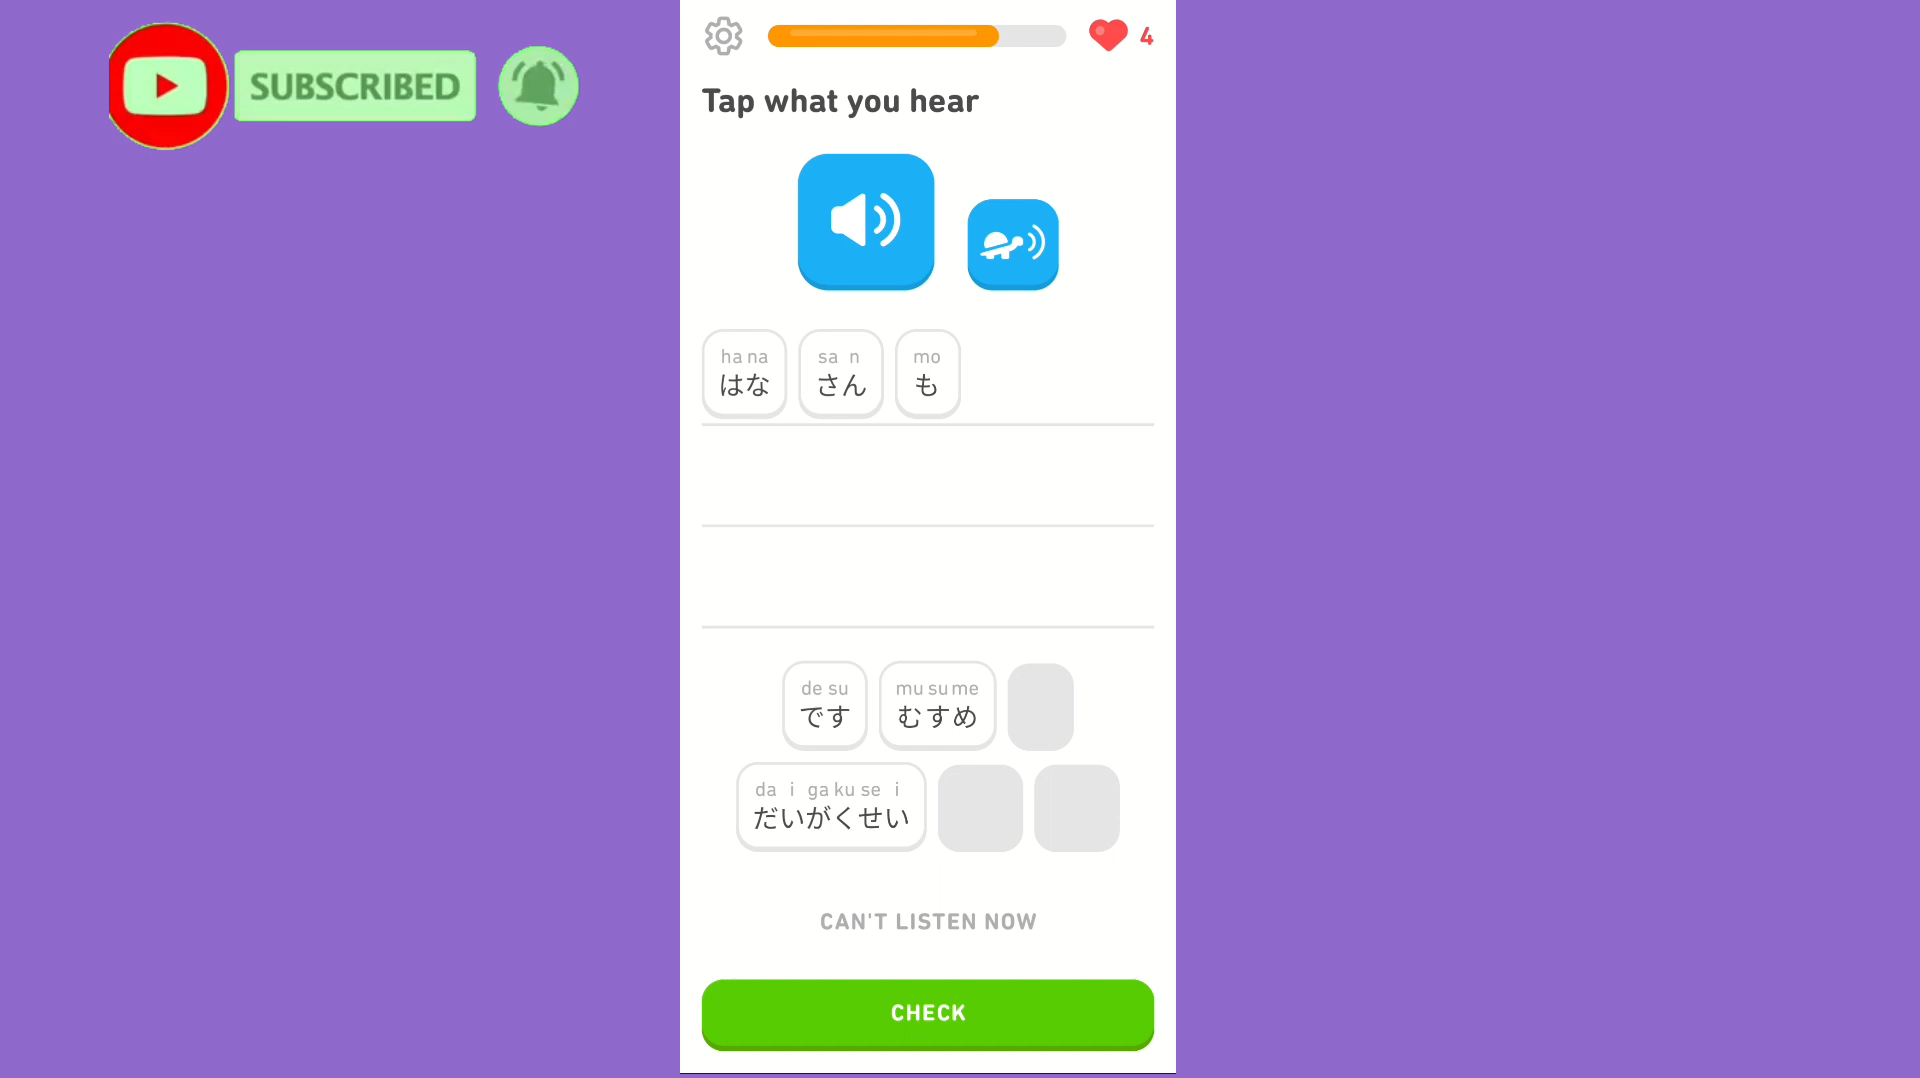 SUBSCRIBED
4
Tap what you hear
ha na sa n mo
はな さん も
de su mu su me
です むすめ
da i ga ku se i
だいがくせい
CAN'T LISTEN NOW
CHECK